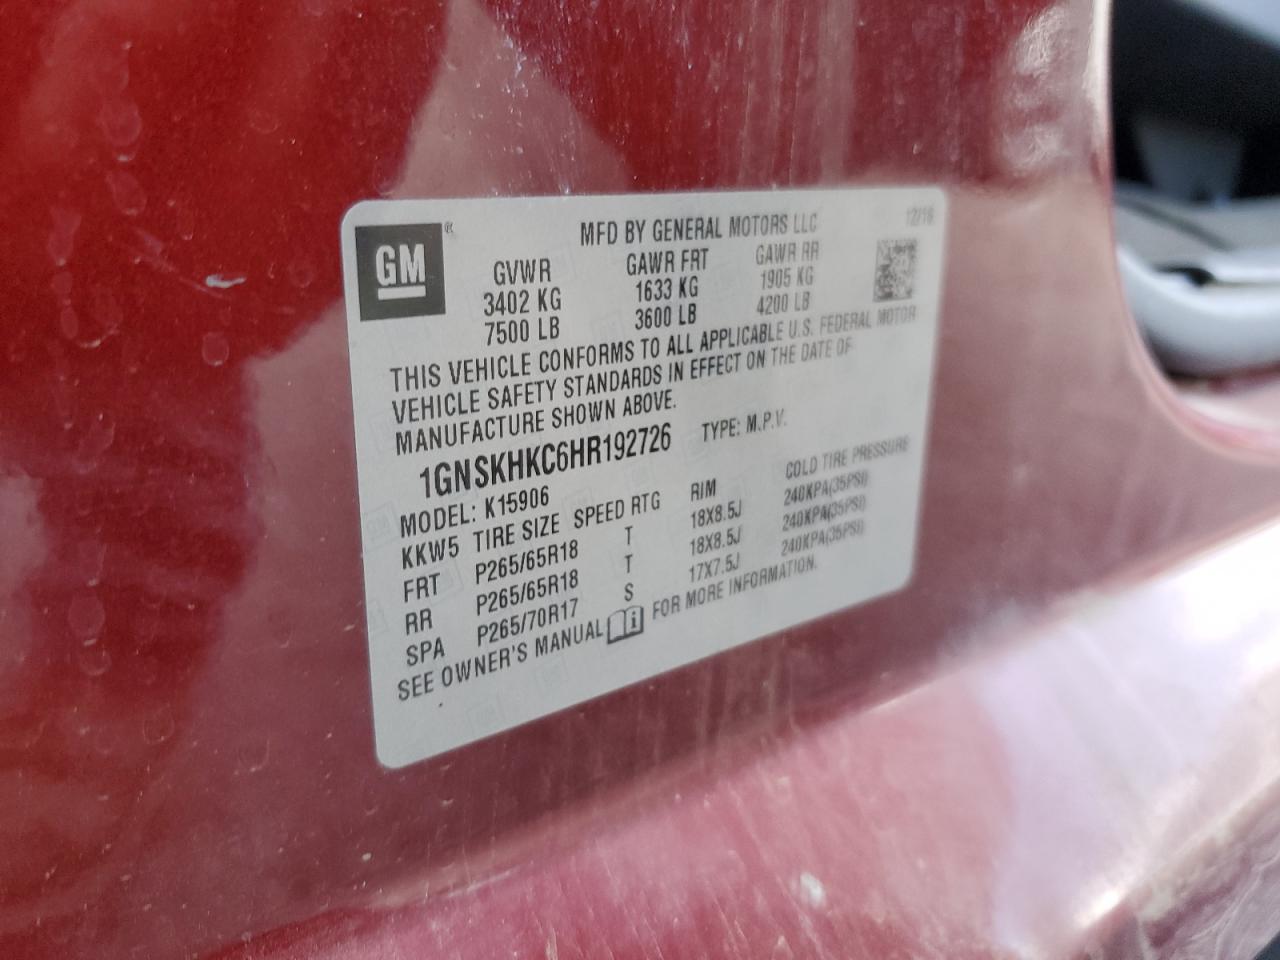 GM®
MFD BY GENERAL MOTORS LLC 12/16
GVWR GAWR FRT GAWR RR
3402 KG 1633 KG 1905 KG
7500 LB 3600 LB 4200 LB
THIS VEHICLE CONFORMS TO ALL APPLICABLE U.S. FEDERAL MOTOR
VEHICLE SAFETY STANDARDS IN EFFECT ON THE DATE OF
MANUFACTURE SHOWN ABOVE.
1GNSKHKC6HR192726 TYPE: M.P.V.
MODEL: K15906
KKW5 TIRE SIZE SPEED RTG RIM COLD TIRE PRESSURE
FRT P265/65R18 T 18X8.5J 240KPA(35PSI)
RR P265/65R18 T 18X8.5J 240KPA(35PSI)
SPA P265/70R17 S 17X7.5J 240KPA(35PSI)
SEE OWNER'S MANUAL FOR MORE INFORMATION.